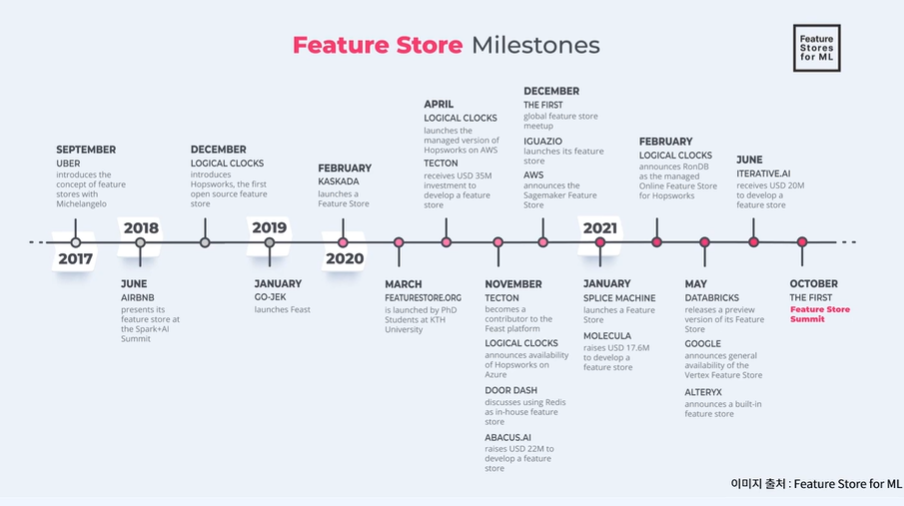 Feature Store Milestones
Feature
Stores
for ML
SEPTEMBER
UBER
introduces the
concept of feature
stores with
Michelangelo
2017
2018
JUNE
AIRBNB
presents its
feature store at
the Spark+AI
Summit
DECEMBER
LOGICAL CLOCKS
introduces
Hopsworks, the first
open source feature
store
2019
JANUARY
GO-JEK
launches Feast
FEBRUARY
KASKADA
launches a
Feature Store
2020
MARCH
FEATURESTORE.ORG
is launched by PhD
Students at KTH
University
APRIL
LOGICAL CLOCKS
launches the
managed version of
Hopsworks on AWS
TECTON
receives USD 35M
investment to
develop a feature
store
NOVEMBER
TECTON
becomes a
contributor to the
Feast platform
LOGICAL CLOCKS
announces availability
of Hopsworks on
Azure
DOOR DASH
discusses using Redis
as in-house feature
store
ABACUS.AI
raises USD 22M to
develop a feature
store
DECEMBER
THE FIRST
global feature store
meetup
IGUAZIO
launches its feature
store
AWS
announces the
Sagemaker Feature
Store
2021
JANUARY
SPLICE MACHINE
launches a Feature
Store
MOLECULA
raises USD 17.6M
to develop a
feature store
FEBRUARY
LOGICAL CLOCKS
announces RonDB
as the managed
Online Feature Store
for Hopsworks
MAY
DATABRICKS
releases a preview
version of its Feature
Store
GOOGLE
announces general
availability of the
Vertex Feature Store
ALTERYX
announces a built-in
feature store
JUNE
ITERATIVE.AI
receives USD 20M
to develop a
feature store
OCTOBER
THE FIRST
Feature Store
Summit
이미지 출처 : Feature Store for ML